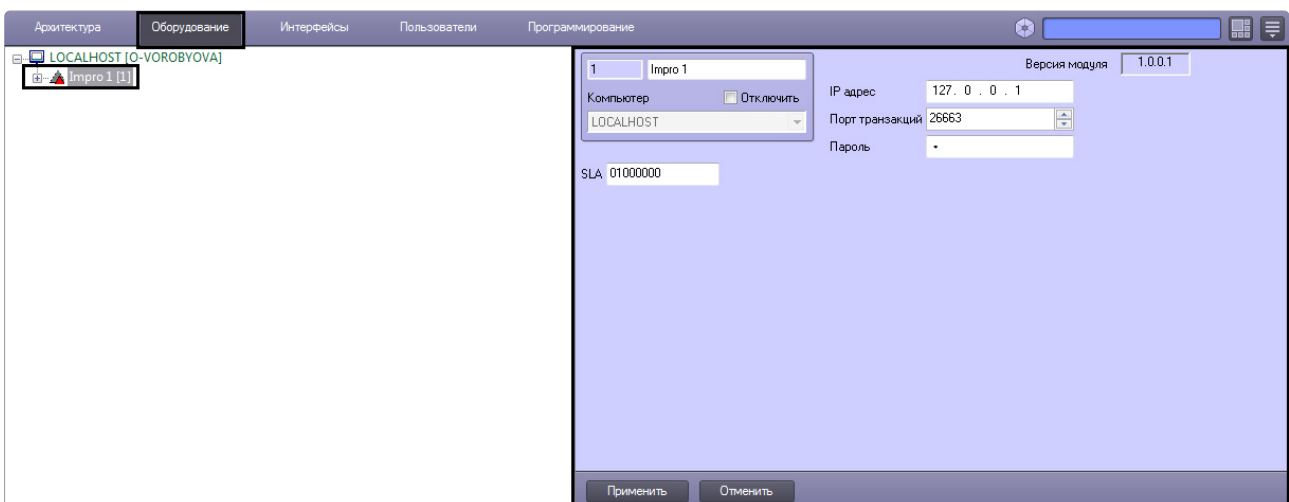 Архитектура Оборудование Интерфейсы Пользователи Программирование
LOCALHOST [O-VOROBYOVA]
Impro 1 [1]
1 Impro 1
Компьютер Отключить
LOCALHOST
Версия модуля 1.0.0.1
IP адрес 127. 0 . 0 . 1
Порт транзакций 26663
Пароль •
SLA 01000000
Применить Отменить